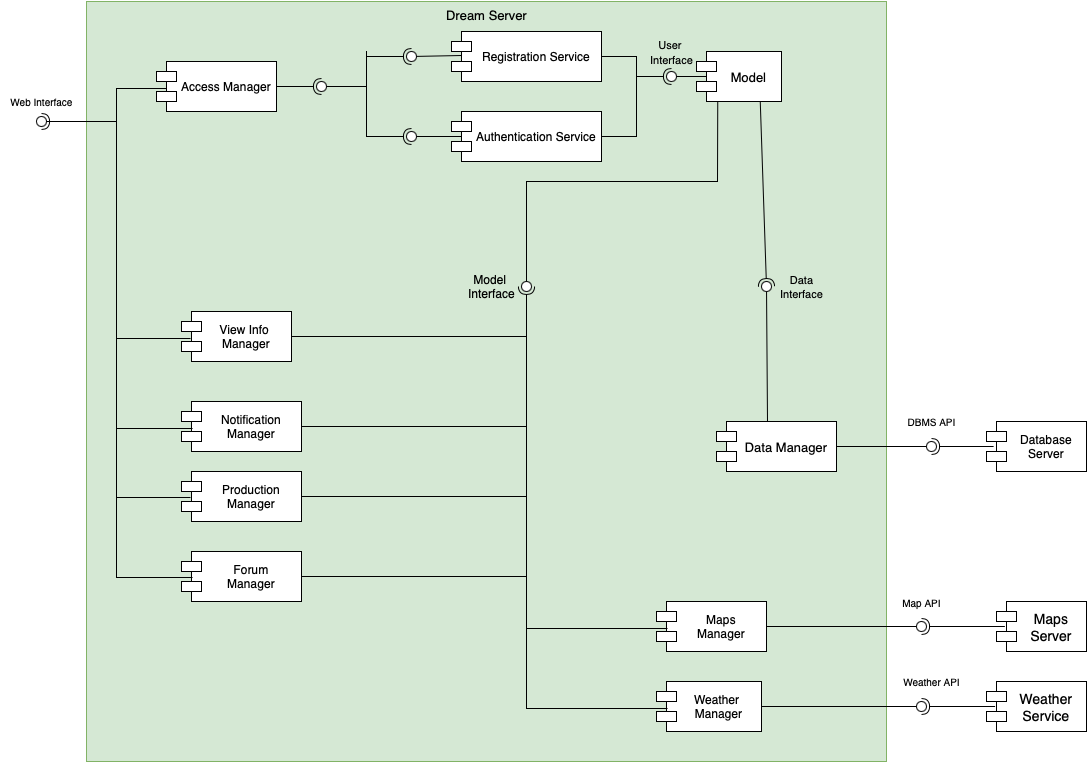 Dream Server
User
Interface
Registration Service
Model
Access Manager
Web Interface
Authentication Service
Model
Interface
Data
Interface
View Info
Manager
Notification
Manager
DBMS API
Data Manager
Database
Server
Production
Manager
Forum
Manager
Map API
Maps
Manager
Maps
Server
Weather API
Weather
Manager
Weather
Service